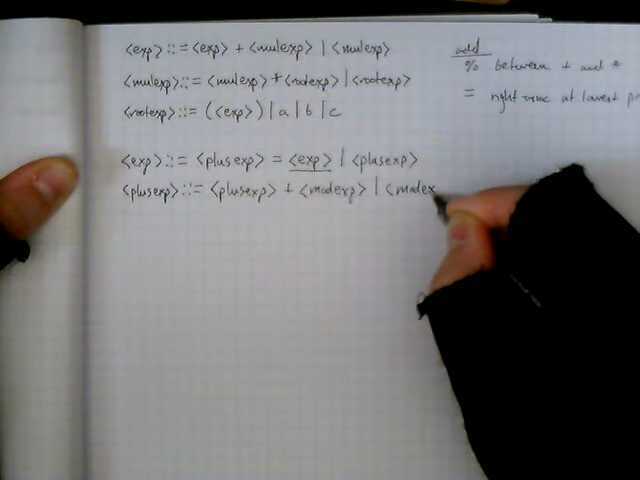 <exp>::= <exp> + <mulexp> | <mulexp>
<mulexp>::= <mulexp> * <rootexp> | <rootexp>
<rootexp>::= (<exp>) | a | b | c
add
% between + and *
= right assoc at lowest
<exp>::= <plusexp> = <exp> | <plusexp>
<plusexp>::= <plusexp> + <modexp> | <modex